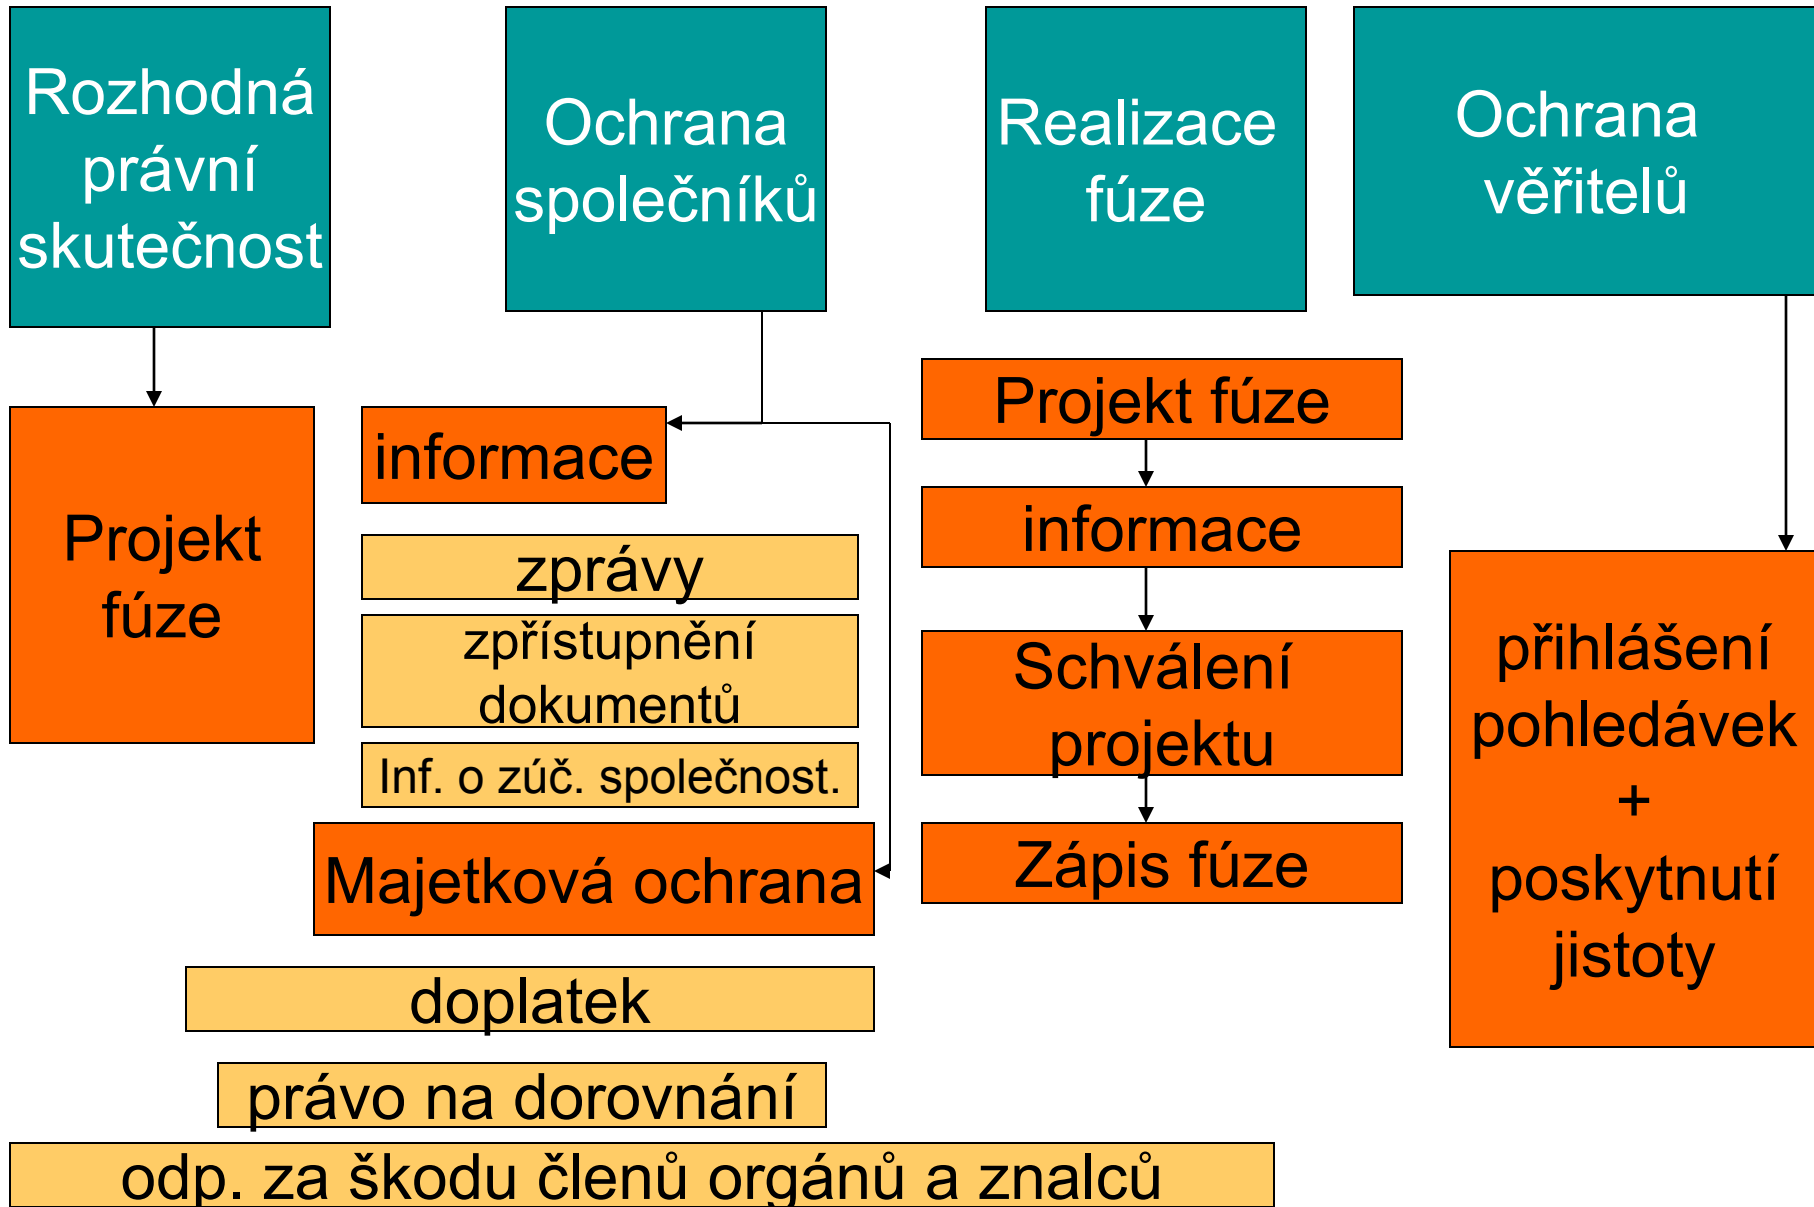 Rozhodná
právní
skutečnost
Ochrana
společníků
Realizace
fúze
Ochrana
věřitelů
Projekt
fúze
informace
zprávy
zpřístupnění
dokumentů
Inf. o zúč. společnost.
Majetková ochrana
doplatek
právo na dorovnání
odp. za škodu členů orgánů a znalců
Projekt fúze
informace
Schválení
projektu
Zápis fúze
přihlášení
pohledávek
+
poskytnutí
jistoty